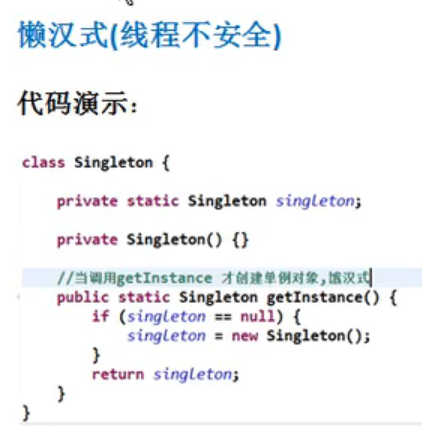 懒汉式(线程不安全)
代码演示：
class Singleton {
private static Singleton singleton;
private Singleton() {}
//当调用getInstance 才创建单例对象,饿汉式
public static Singleton getInstance() {
if (singleton == null) {
singleton = new Singleton();
}
return singleton;
}
}